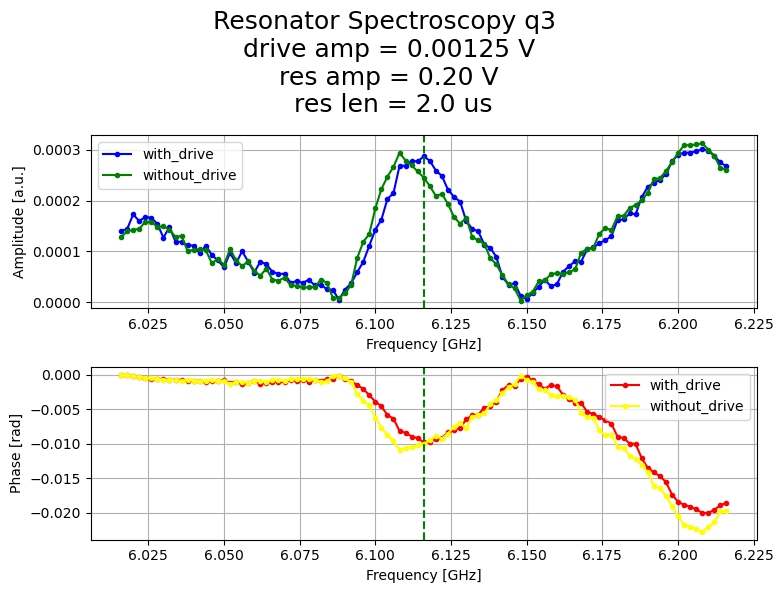 Resonator Spectroscopy q3
drive amp = 0.00125 V
res amp = 0.20 V
res len = 2.0 us
with_drive
without_drive
0.0003
0.0002
0.0001
0.0000
Amplitude [a.u.]
6.025 6.050 6.075 6.100 6.125 6.150 6.175 6.200 6.225
Frequency [GHz]
with_drive
without_drive
0.000
−0.005
−0.010
−0.015
−0.020
Phase [rad]
6.025 6.050 6.075 6.100 6.125 6.150 6.175 6.200 6.225
Frequency [GHz]